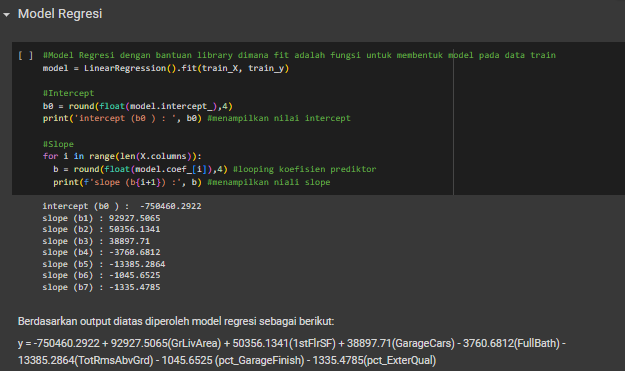 Model Regresi
[ ] #Model Regresi dengan bantuan library dimana fit adalah fungsi untuk membentuk model pada data train
model = LinearRegression().fit(train_X, train_y)
#Intercept
b0 = round(float(model.intercept_),4)
print('intercept (b0 ) : ', b0) #menampilkan nilai intercept
#Slope
for i in range(len(X.columns)):
b = round(float(model.coef_[i]),4) #looping koefisien prediktor
print(f'slope (b{i+1}) :', b) #menampilkan niali slope
intercept (b0 ) :  -750460.2922
slope (b1) : 92927.5065
slope (b2) : 50356.1341
slope (b3) : 38897.71
slope (b4) : -3760.6812
slope (b5) : -13385.2864
slope (b6) : -1045.6525
slope (b7) : -1335.4785
Berdasarkan output diatas diperoleh model regresi sebagai berikut:
y = -750460.2922 + 92927.5065(GrLivArea) + 50356.1341(1stFlrSF) + 38897.71(GarageCars) - 3760.6812(FullBath) -
13385.2864(TotRmsAbvGrd) - 1045.6525 (pct_GarageFinish) - 1335.4785(pct_ExterQual)